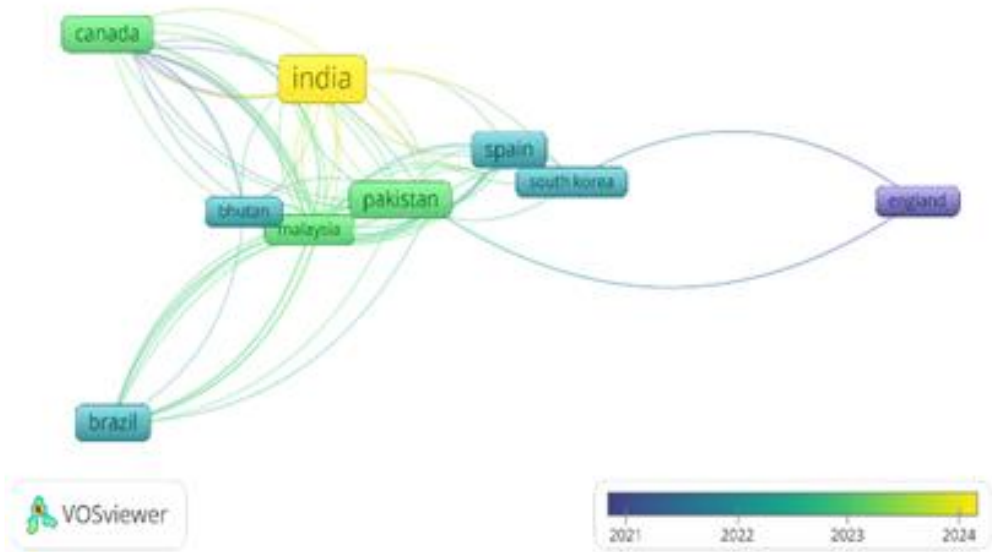 canada
india
spain
south korea
pakistan
england
bhutan
malaysia
brazil
VOSviewer
2021 2022 2023 2024